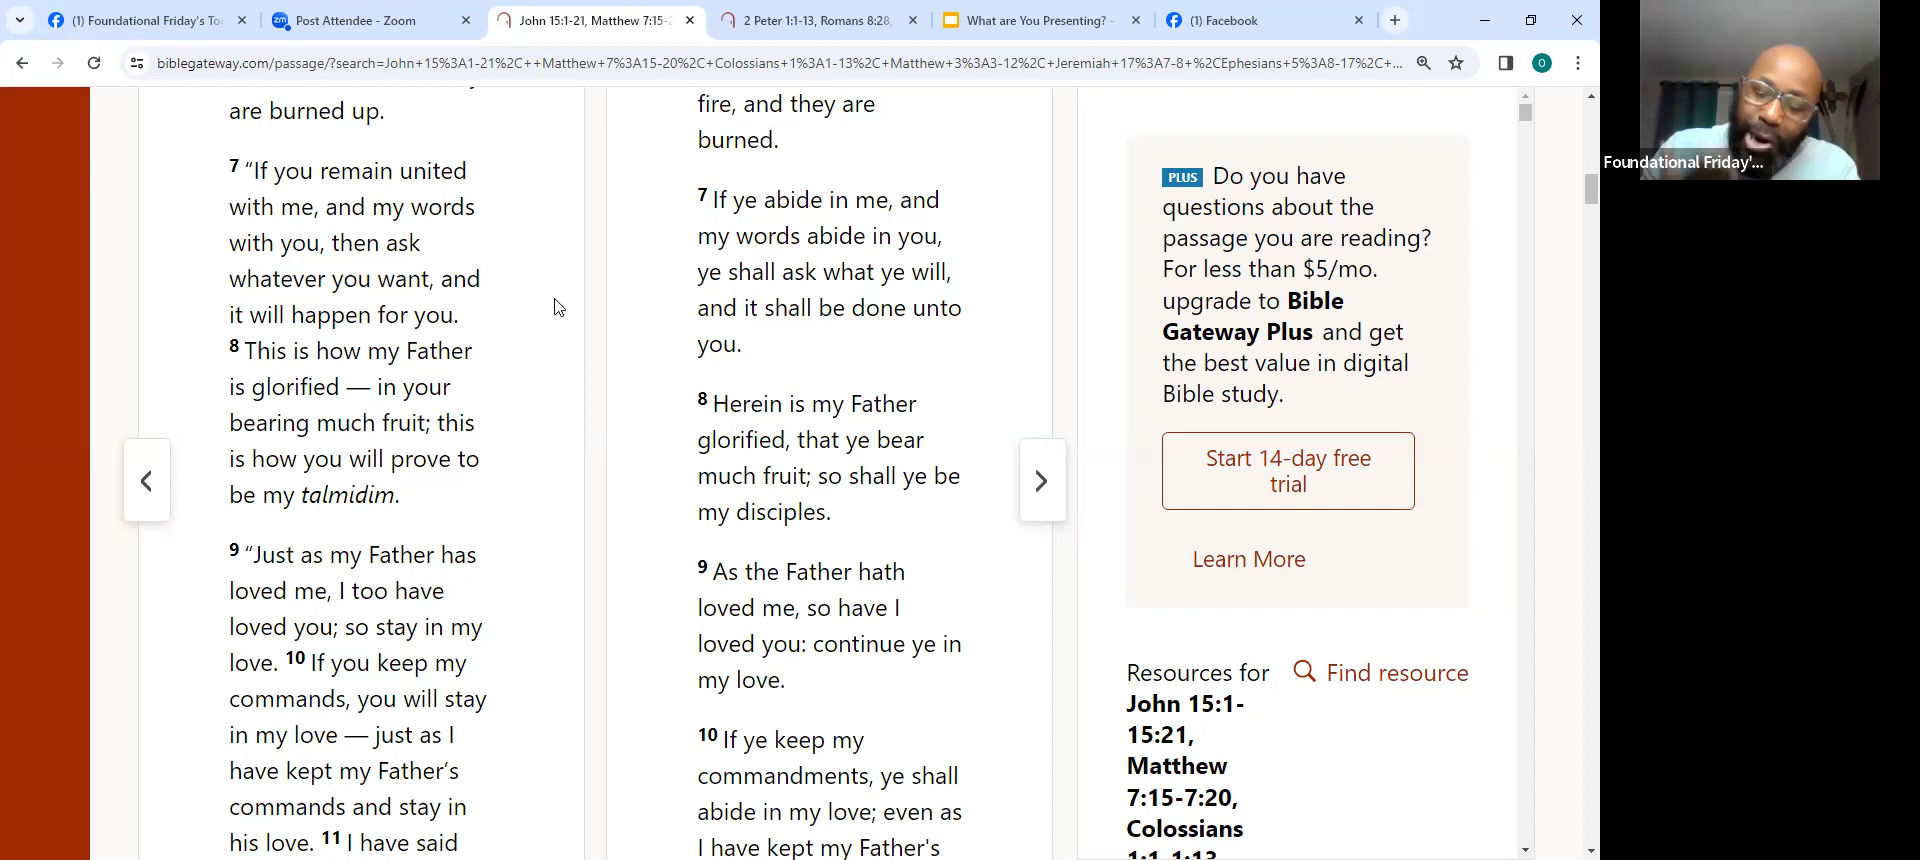 (1) Foundational Friday's To
Post Attendee - Zoom
John 15:1-21, Matthew 7:15-2
2 Peter 1:1-13, Romans 8:28,
What are You Presenting? -
(1) Facebook
biblegateway.com/passage/?search=John+15%3A1-21%2C++Matthew+7%3A15-20%2C+Colossians+1%3A1-13%2C+Matthew+3%3A3-12%2C+Jeremiah+17%3A7-8+%2CEphesians+5%3A8-17%2C+...
O
are burned up.
7 “If you remain united
with me, and my words
with you, then ask
whatever you want, and
it will happen for you.
8 This is how my Father
is glorified — in your
bearing much fruit; this
is how you will prove to
be my talmidim.
9 “Just as my Father has
loved me, I too have
loved you; so stay in my
love. 10 If you keep my
commands, you will stay
in my love — just as I
have kept my Father’s
commands and stay in
his love. 11 I have said
fire, and they are
burned.
7 If ye abide in me, and
my words abide in you,
ye shall ask what ye will,
and it shall be done unto
you.
8 Herein is my Father
glorified, that ye bear
much fruit; so shall ye be
my disciples.
9 As the Father hath
loved me, so have I
loved you: continue ye in
my love.
10 If ye keep my
commandments, ye shall
abide in my love; even as
I have kept my Father's
PLUS Do you have
questions about the
passage you are reading?
For less than $5/mo.
upgrade to Bible
Gateway Plus and get
the best value in digital
Bible study.
Start 14-day free
trial
Learn More
Resources for
John 15:1-
15:21,
Matthew
7:15-7:20,
Colossians
1:1-1:13
Find resource
Foundational Friday'...